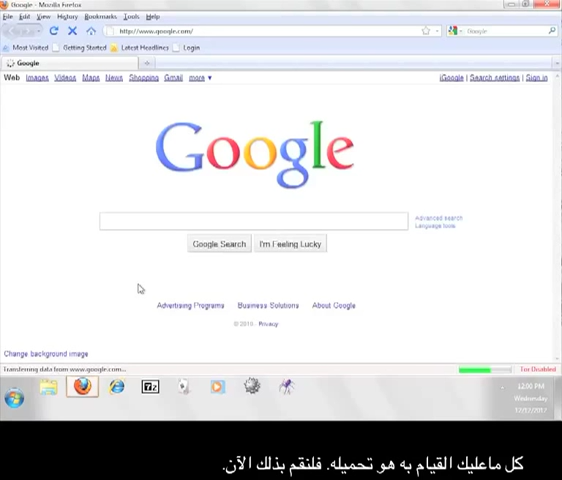 Google - Mozilla Firefox
File Edit View History Bookmarks Tools Help
http://www.google.com/
Google
Most Visited Getting Started Latest Headlines Login
Google
Web Images Videos Maps News Shopping Gmail more ▼
iGoogle | Search settings | Sign in
Google
Advanced search
Language tools
Google Search
I'm Feeling Lucky
Advertising Programs Business Solutions About Google
© 2010 - Privacy
Change background image
Transferring data from www.google.com...
Tor Disabled
7z
12:00 PM
Wednesday
كل ماعليك القيام به هو تحميله. فلنقم بذلك الآن.